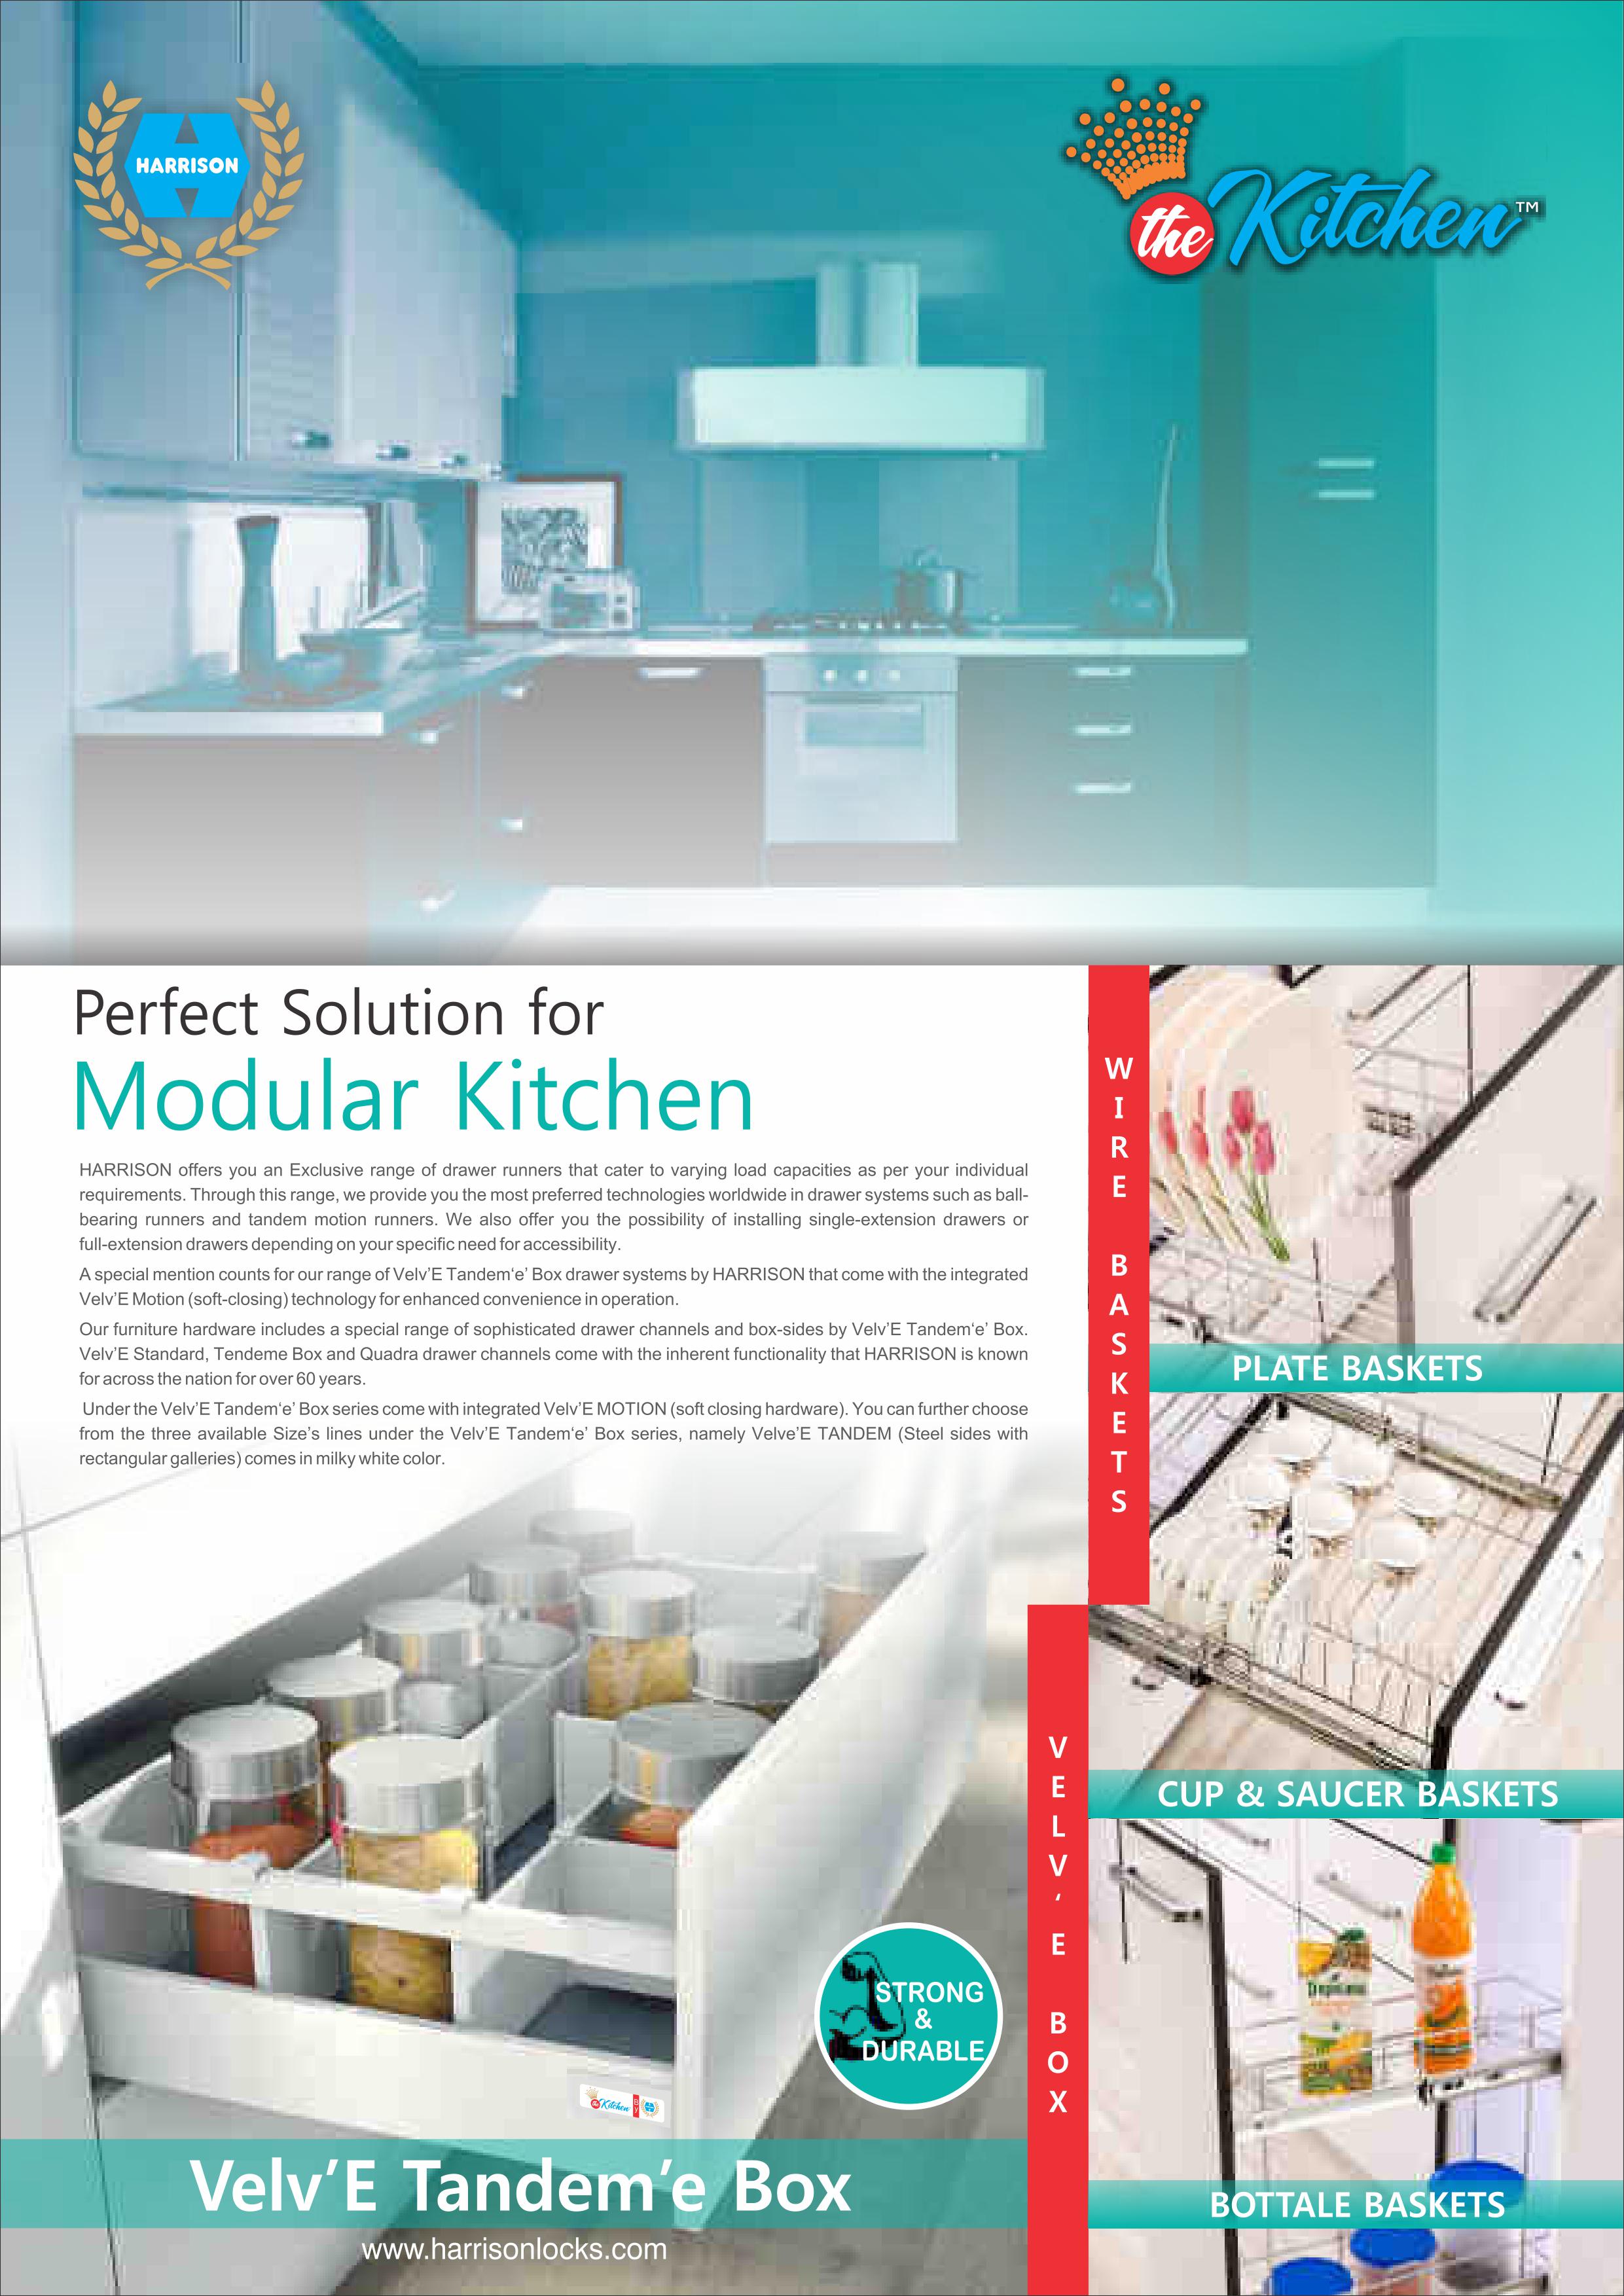 HARRISON
the Kitchen™
Perfect Solution for
Modular Kitchen
HARRISON offers you an Exclusive range of drawer runners that cater to varying load capacities as per your individual
requirements. Through this range, we provide you the most preferred technologies worldwide in drawer systems such as ball-
bearing runners and tandem motion runners. We also offer you the possibility of installing single-extension drawers or
full-extension drawers depending on your specific need for accessibility.
A special mention counts for our range of Velv’E Tandem‘e’ Box drawer systems by HARRISON that come with the integrated
Velv’E Motion (soft-closing) technology for enhanced convenience in operation.
Our furniture hardware includes a special range of sophisticated drawer channels and box-sides by Velv’E Tandem‘e’ Box.
Velv’E Standard, Tendeme Box and Quadra drawer channels come with the inherent functionality that HARRISON is known
for across the nation for over 60 years.
Under the Velv’E Tandem‘e’ Box series come with integrated Velv’E MOTION (soft closing hardware). You can further choose
from the three available Size’s lines under the Velv’E Tandem‘e’ Box series, namely Velve’E TANDEM (Steel sides with
rectangular galleries) comes in milky white color.
WIRE BASKETS
PLATE BASKETS
CUP & SAUCER BASKETS
VELV’E BOX
Tropicana
STRONG
&
DURABLE
the Kitchen BY
BOTTALE BASKETS
Velv’E Tandem’e Box
www.harrisonlocks.com